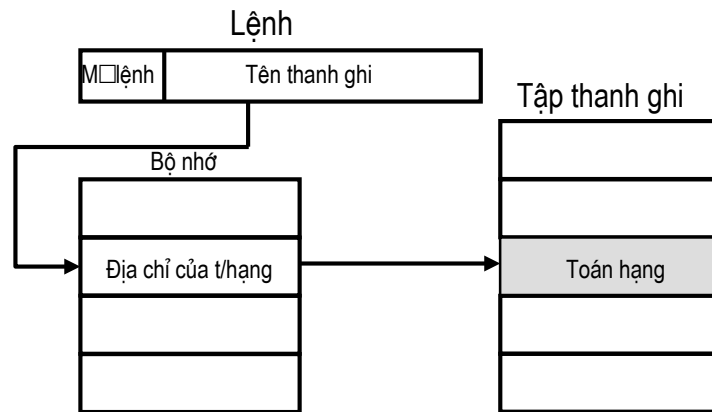 Lệnh
M□lệnh
Tên thanh ghi
Tập thanh ghi
Bộ nhớ
Địa chỉ của t/hạng
Toán hạng